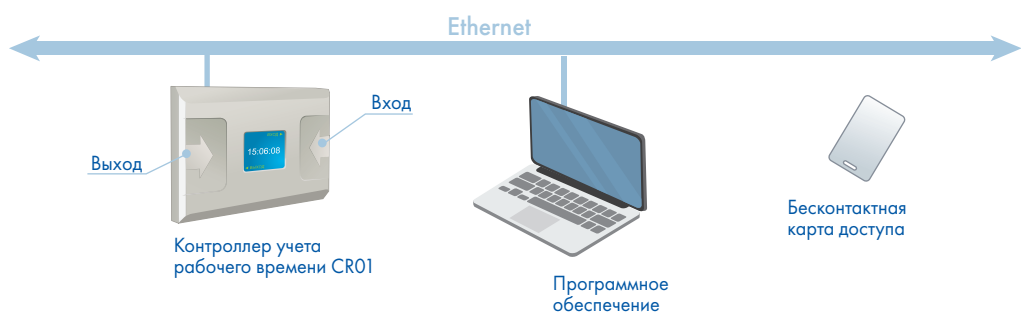 Ethernet
Вход
15:06:08
Выход
Бесконтактная
карта доступа
Контроллер учета
рабочего времени CR01
Программное
обеспечение